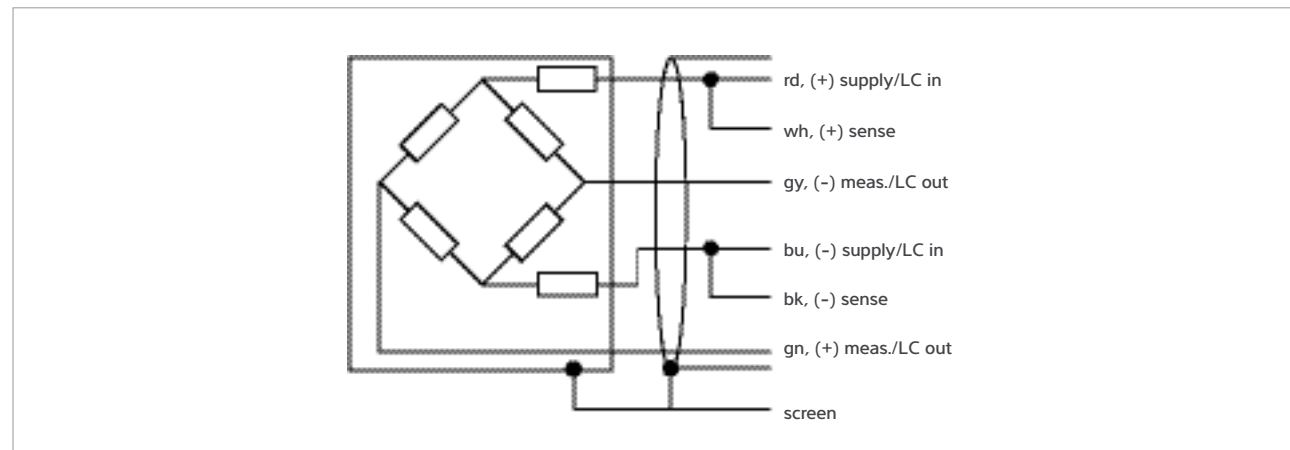 rd, (+) supply/LC in
wh, (+) sense
gy, (-) meas./LC out
bu, (-) supply/LC in
bk, (-) sense
gn, (+) meas./LC out
screen